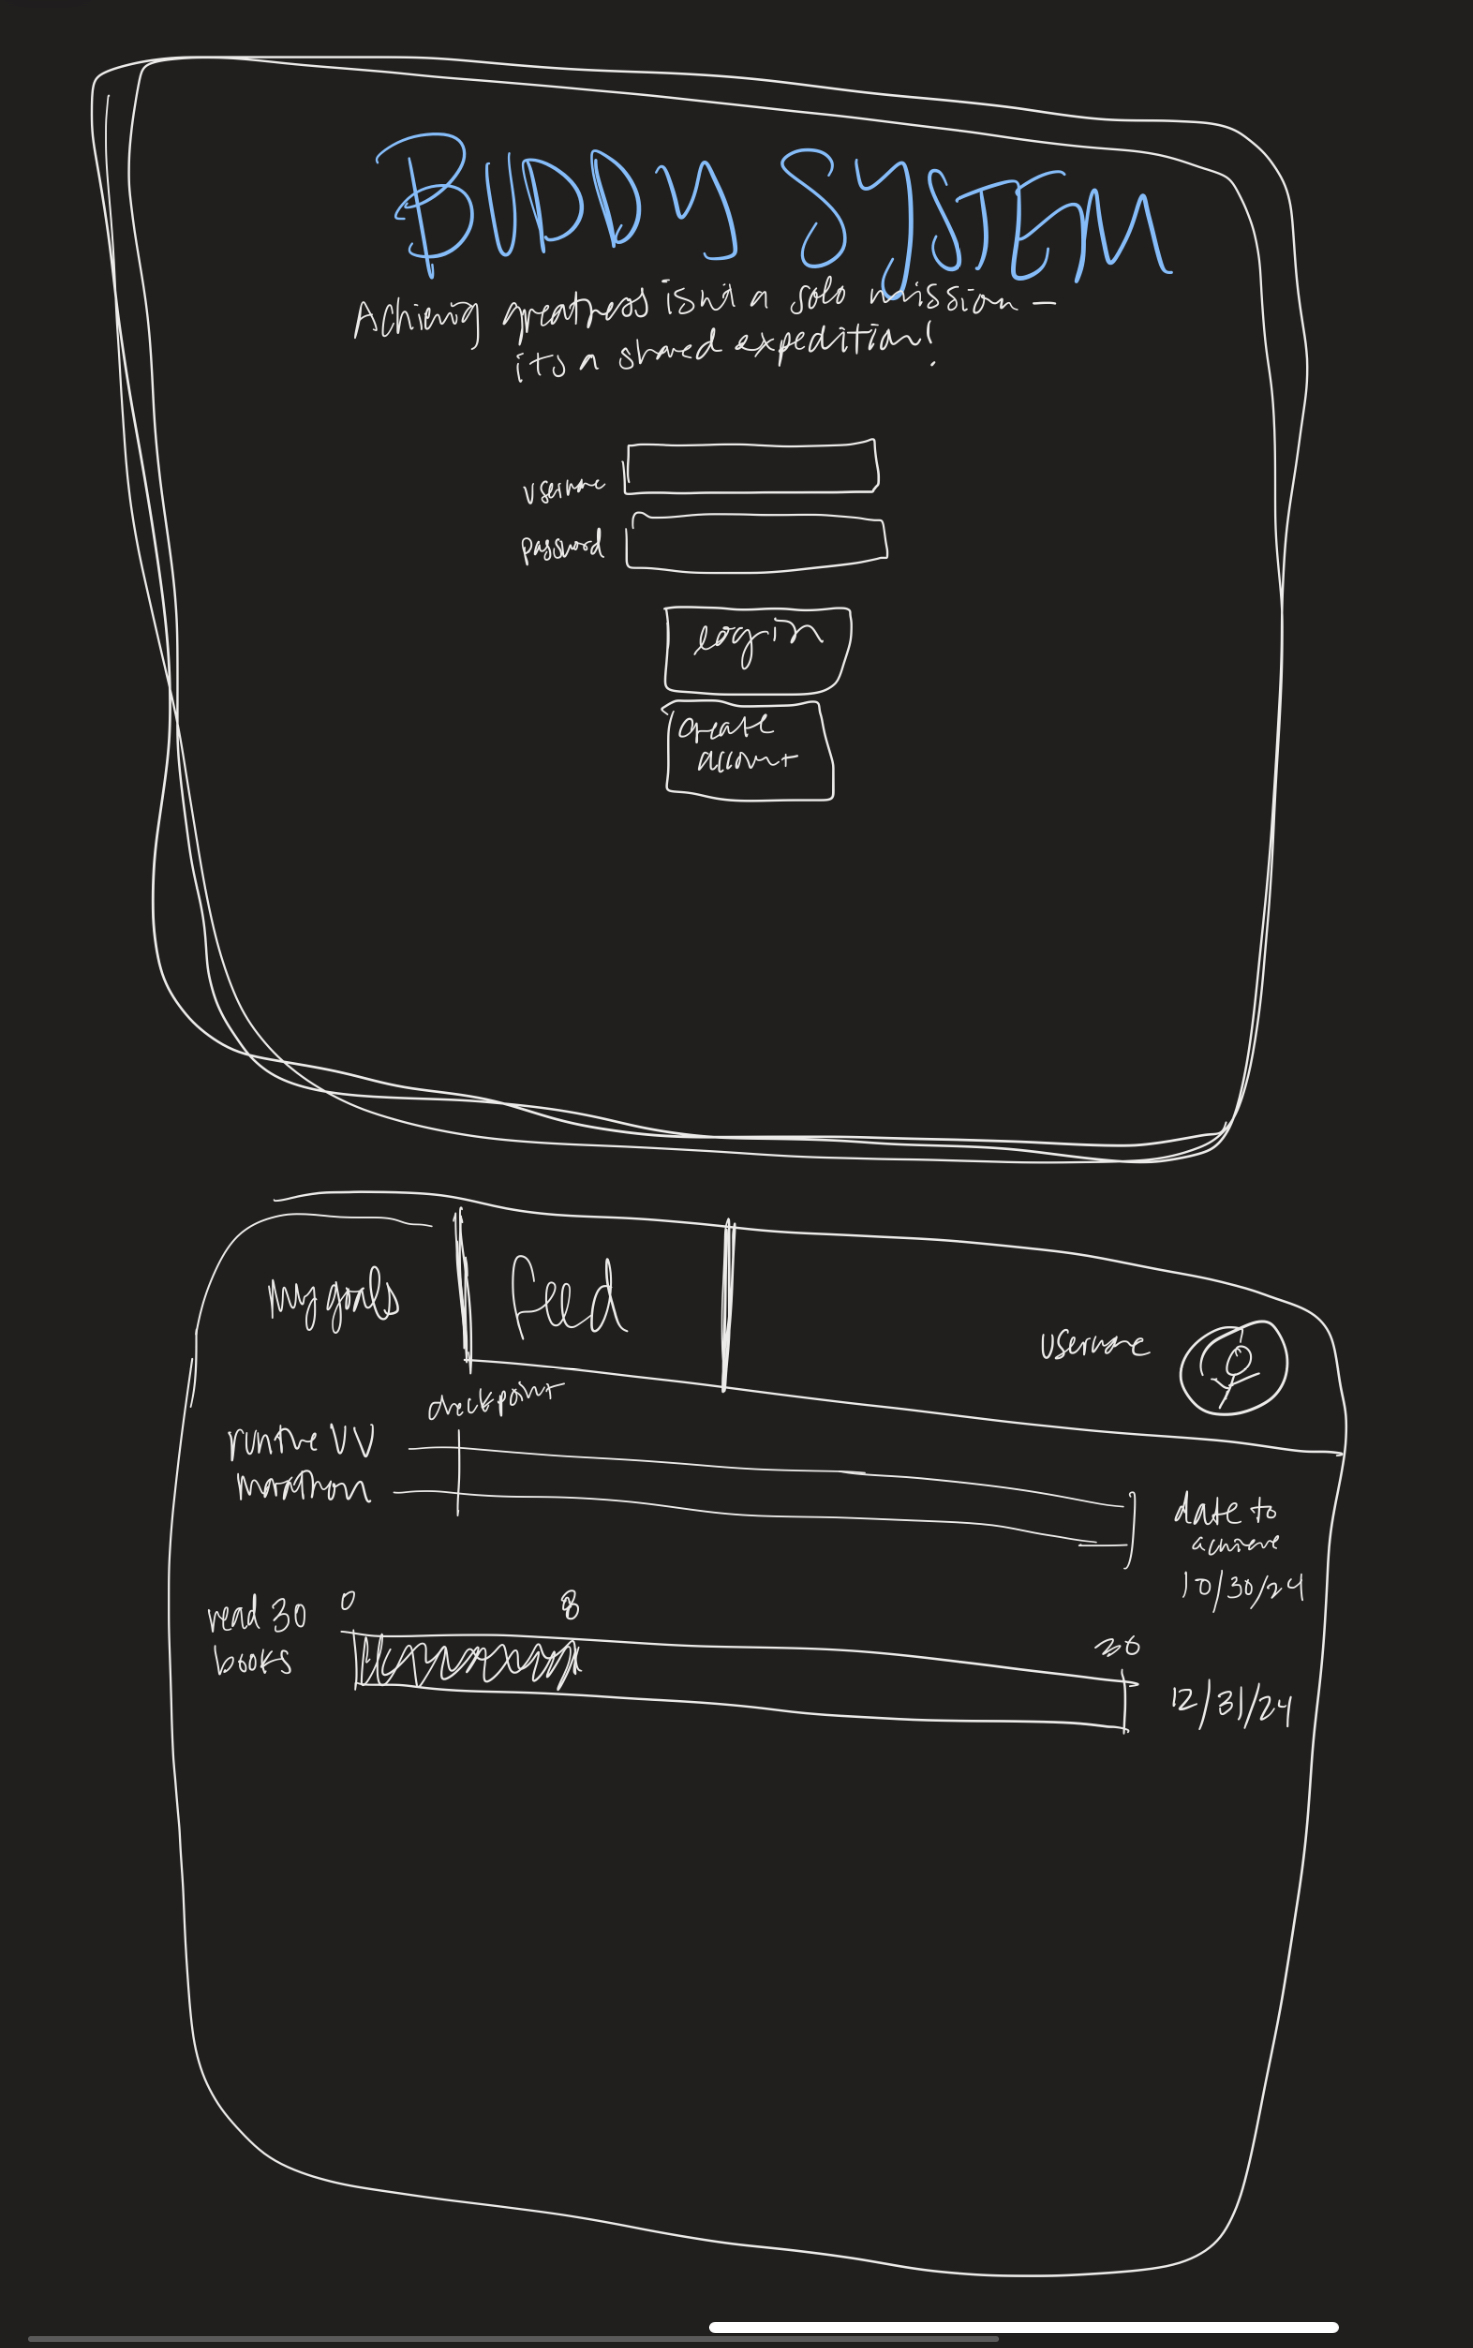 BUDDY SYSTEM
Achieving greatness isn't a solo mission –
its a shared expedition!
username
password
login
create
account
my goals
feed
username
checkpoint
run the VV
marathon
date to
achieve
10/30/24
read 30
books
0
8
30
12/31/24